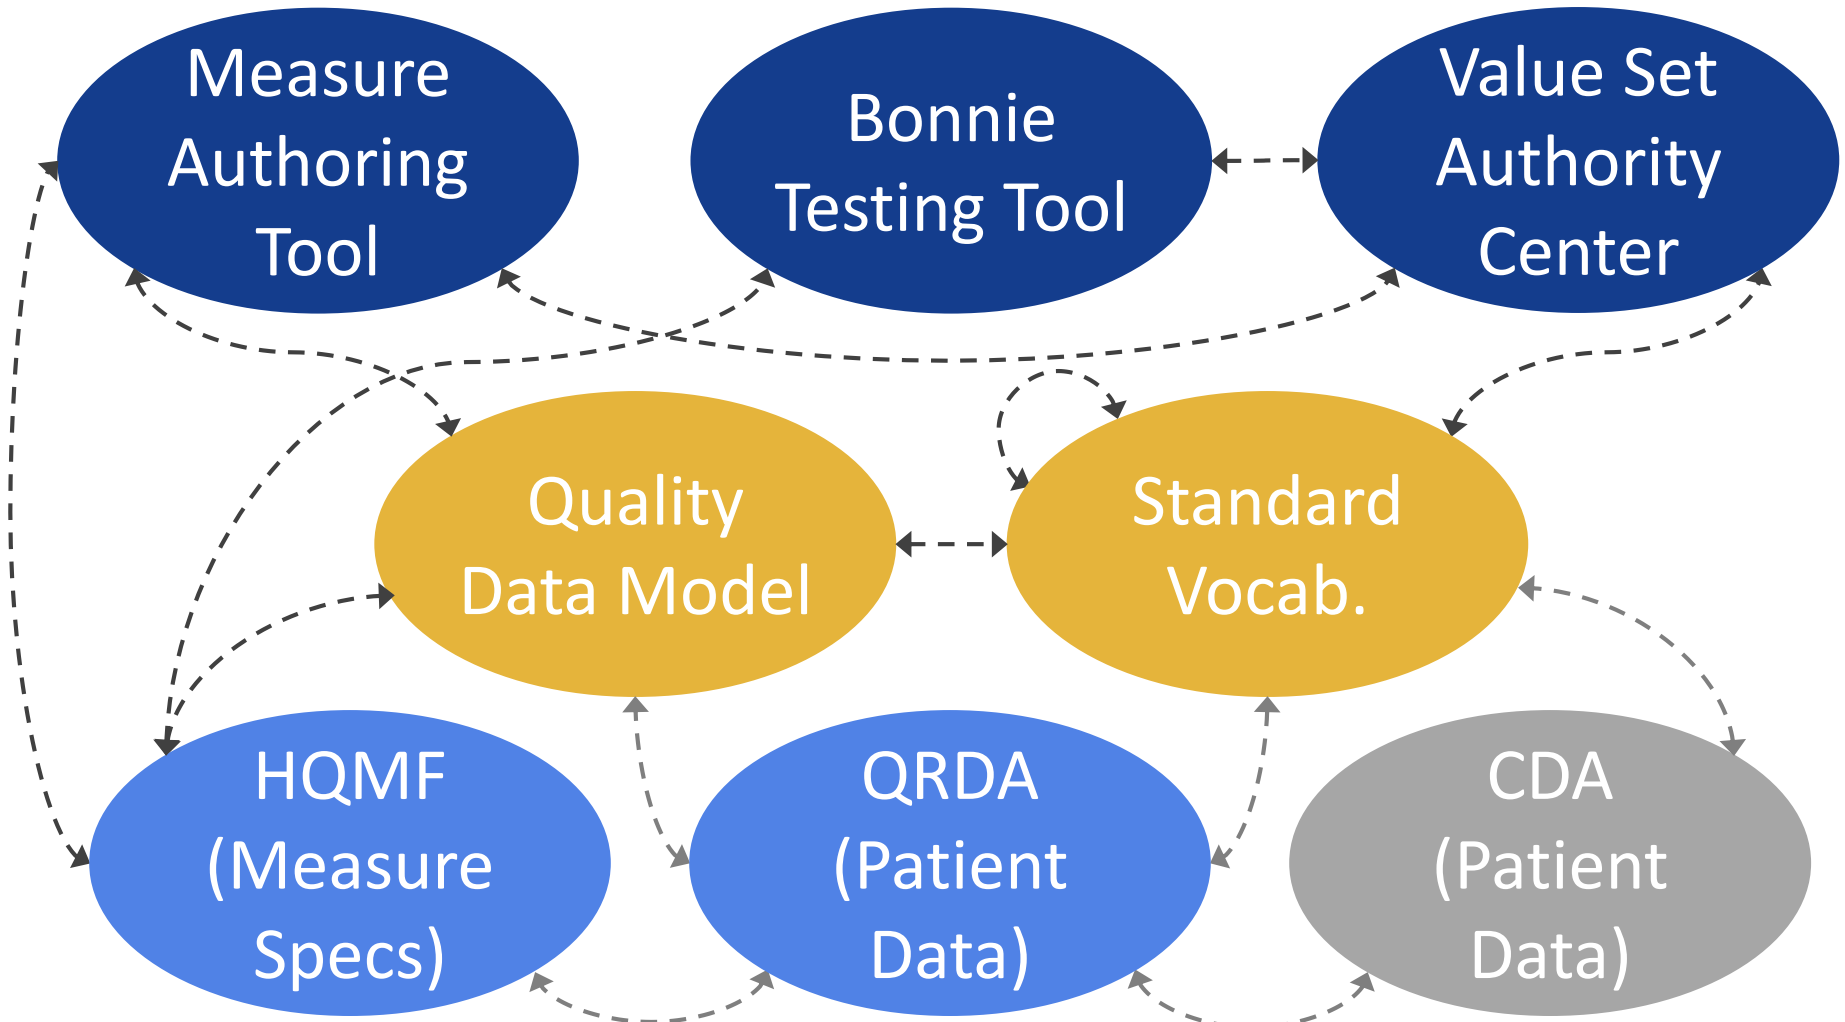 Measure
Authoring
Tool
Bonnie
Testing Tool
Value Set
Authority
Center
Quality
Data Model
Standard
Vocab.
HQMF
(Measure
Specs)
QRDA
(Patient
Data)
CDA
(Patient
Data)